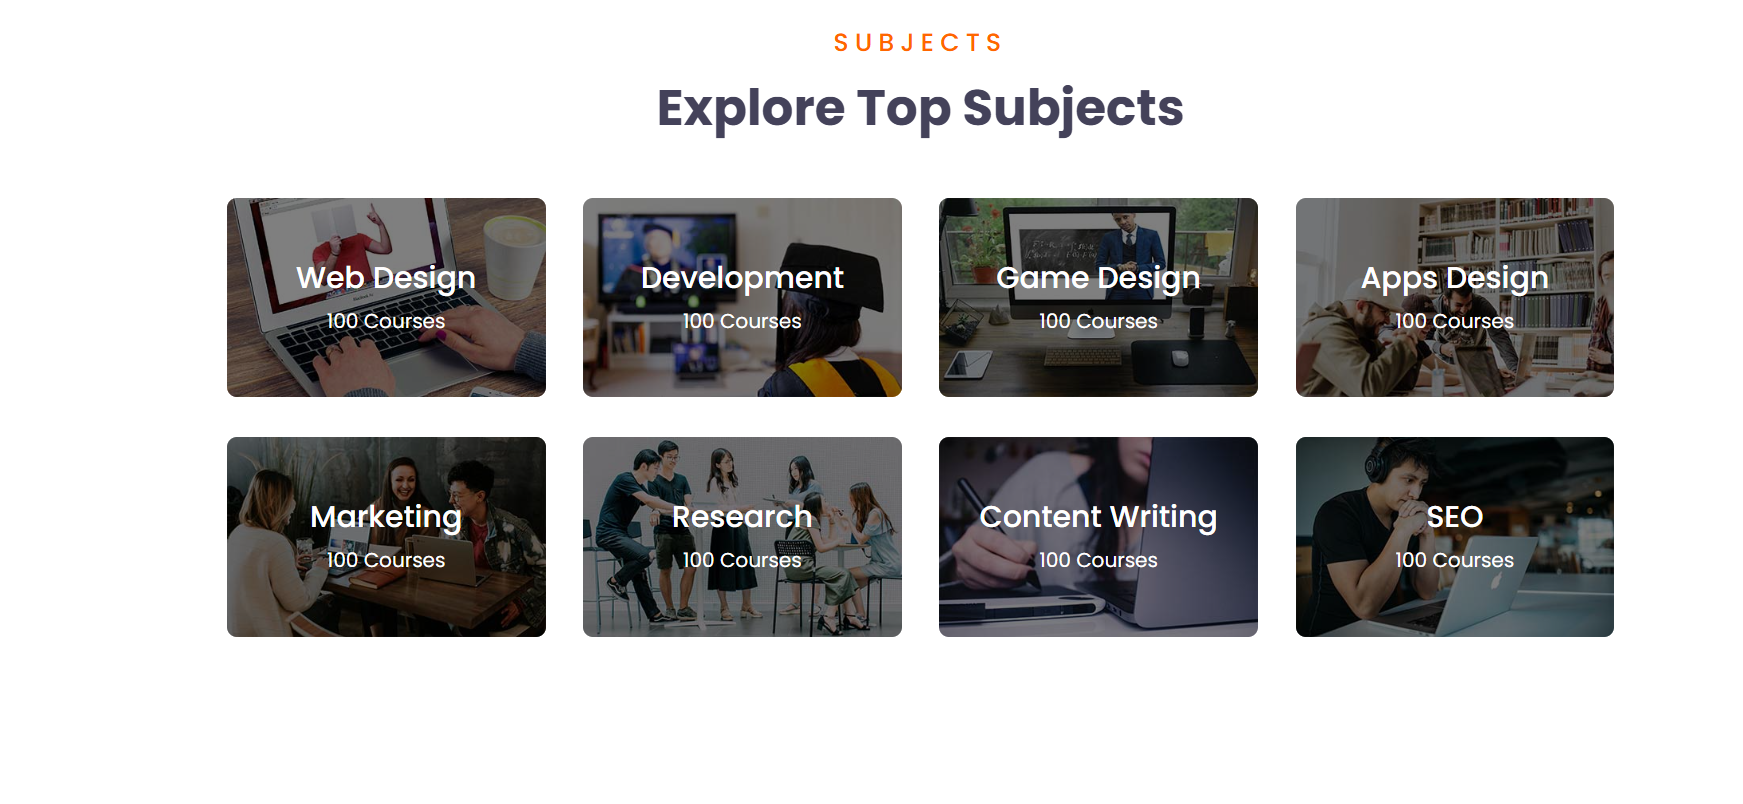 SUBJECTS
Explore Top Subjects
Web Design
100 Courses
Development
100 Courses
Game Design
100 Courses
Apps Design
100 Courses
Marketing
100 Courses
Research
100 Courses
Content Writing
100 Courses
SEO
100 Courses